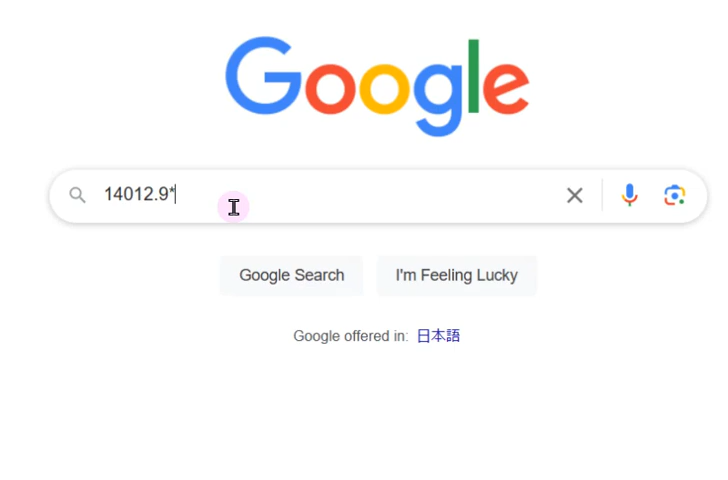 Google
14012.9*
Google Search
I'm Feeling Lucky
Google offered in: 日本語